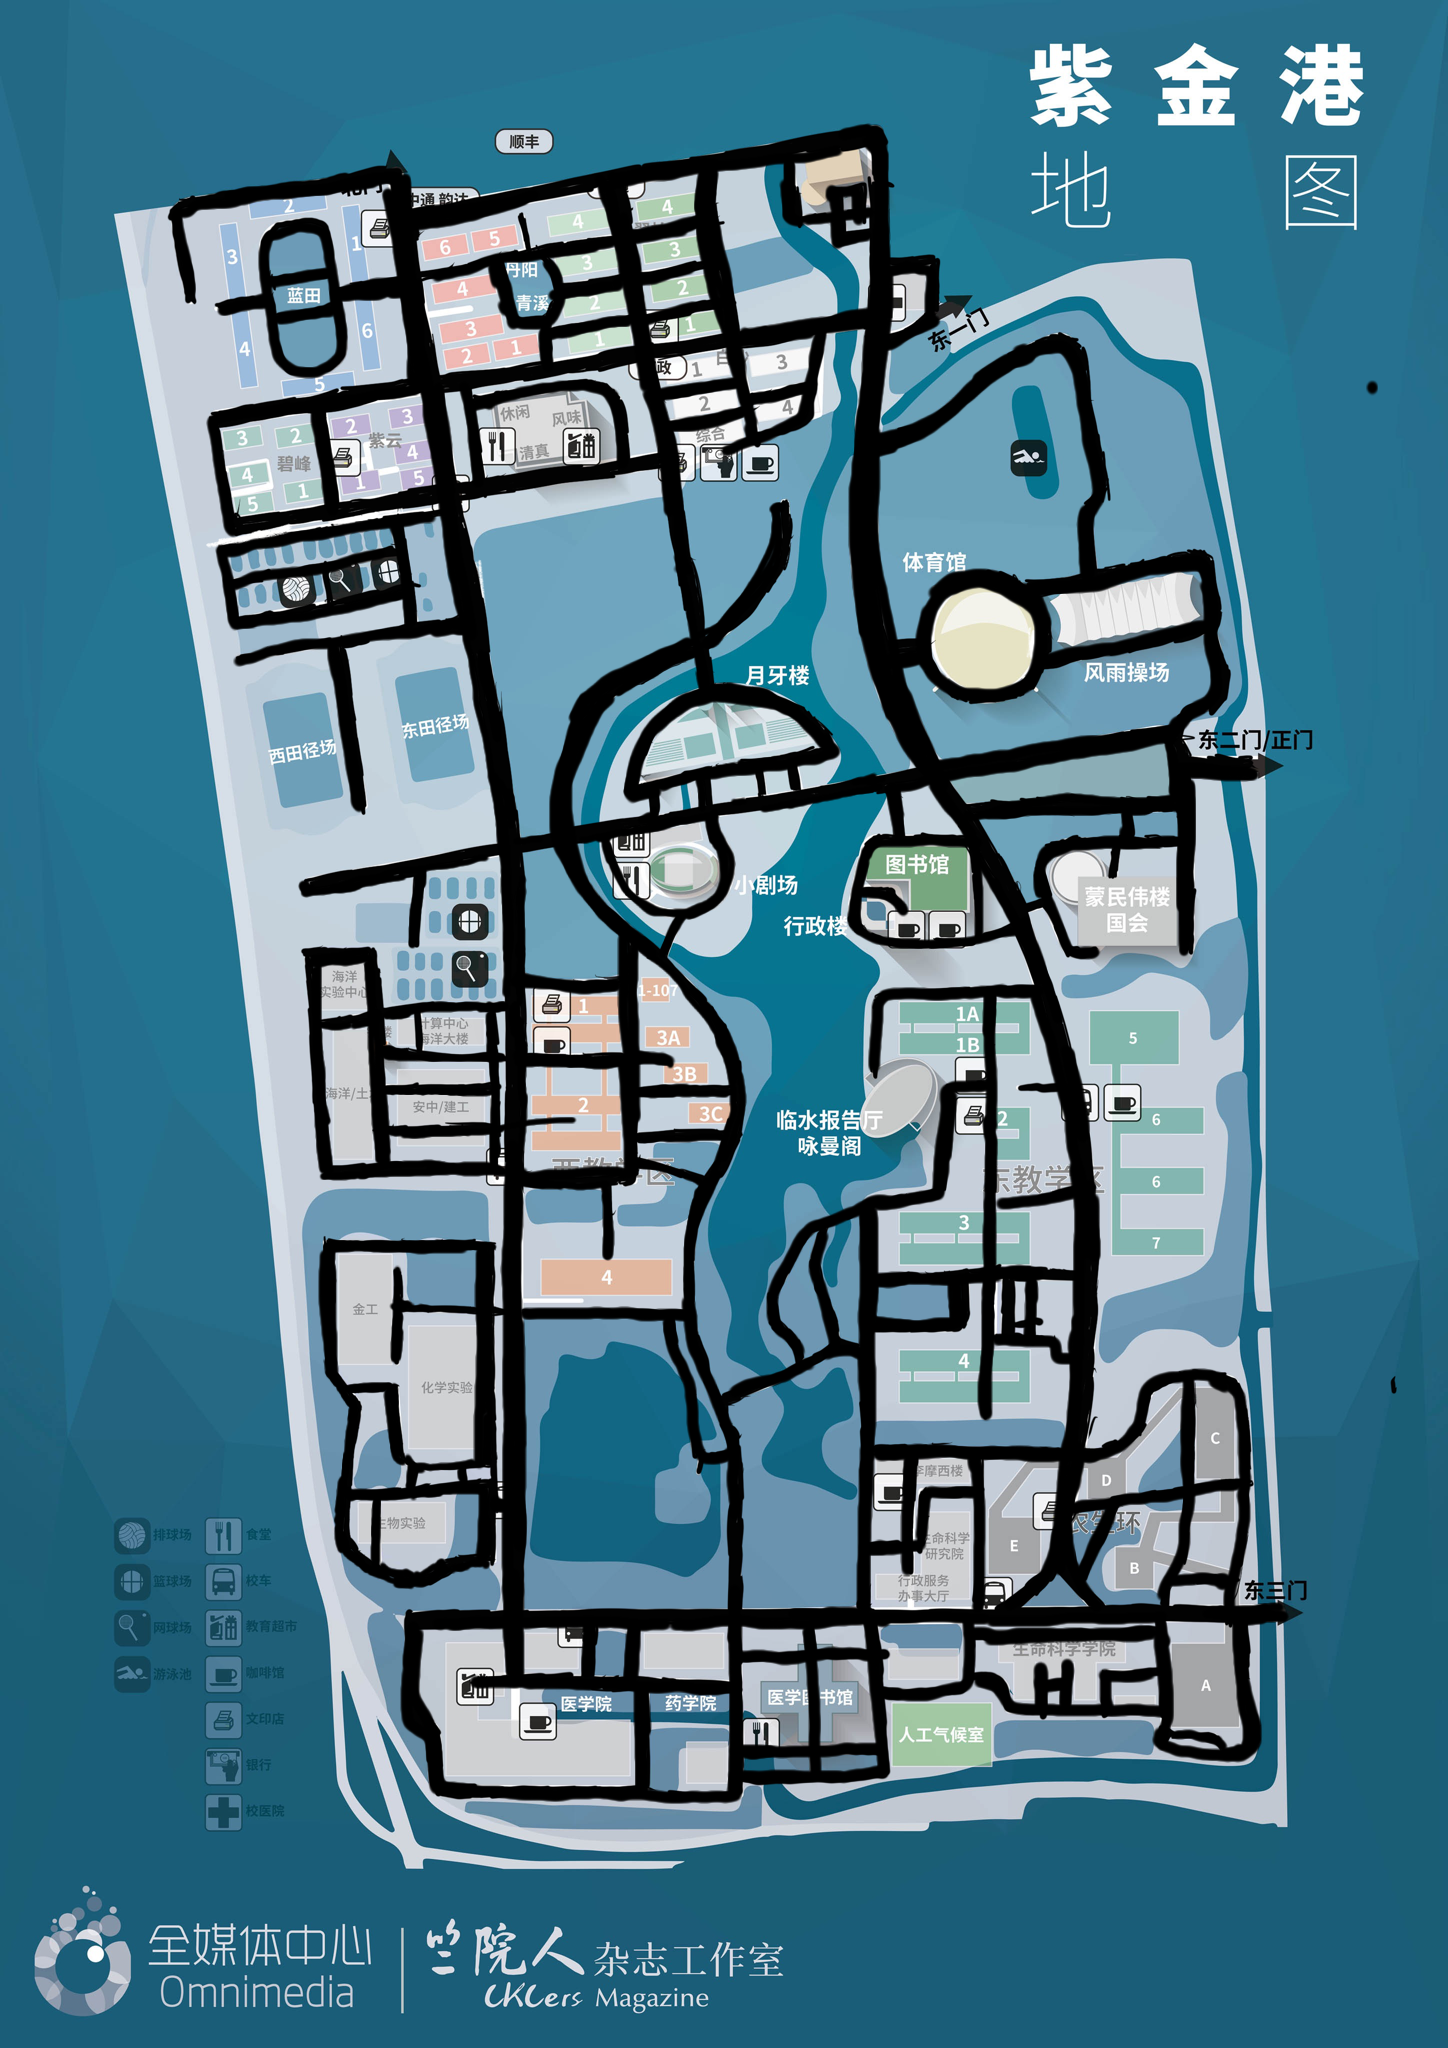 紫金港
地图
顺丰
中通 韵达
2
3
1
蓝田
4
6
5
6
5
4
丹阳
青溪
3
2
1
4
3
2
1
4
3
2
1
1
3
2
4
综合
东一门
休闲
风味
清真
3
2
碧峰
4
5
1
2
3
紫云
4
1
5
体育馆
月牙楼
风雨操场
东二门/正门
西田径场
东田径场
图书馆
小剧场
行政楼
蒙民伟楼
国会
海洋
实验中心
计算中心
海洋大楼
安中/建工
1
1-107
3A
3B
2
3C
西教学区
4
1A
1B
5
临水报告厅
咏曼阁
2
6
东教学区
6
3
7
4
金工
化学实验
生物实验
李摩西楼
生命科学
研究院
行政服务
办事大厅
C
D
农生环
E
B
东三门
生命科学学院
A
医学院
药学院
医学图书馆
人工气候室
排球场
食堂
篮球场
校车
网球场
教育超市
游泳池
咖啡馆
文印店
银行
校医院
全媒体中心
Omnimedia
竺院人 杂志工作室
CKCers Magazine